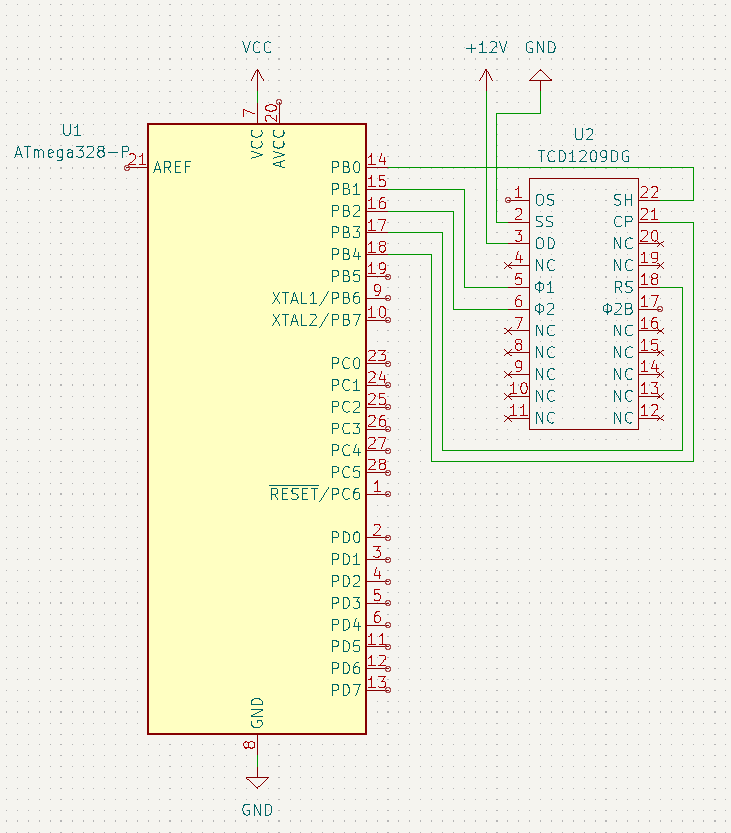 VCC
+12V GND
7
20
VCC
AVCC
U1
ATmega328-P
21 AREF
PB0 14
PB1 15
PB2 16
PB3 17
PB4 18
PB5 19
XTAL1/PB6 9
XTAL2/PB7 10
PC0 23
PC1 24
PC2 25
PC3 26
PC4 27
PC5 28
RESET/PC6 1
PD0 2
PD1 3
PD2 4
PD3 5
PD4 6
PD5 11
PD6 12
PD7 13
GND
8
GND
U2
TCD1209DG
1 OS SH 22
2 SS CP 21
3 OD NC 20
4 NC NC 19
5 Φ1 RS 18
6 Φ2 Φ2B 17
7 NC NC 16
8 NC NC 15
9 NC NC 14
10 NC NC 13
11 NC NC 12